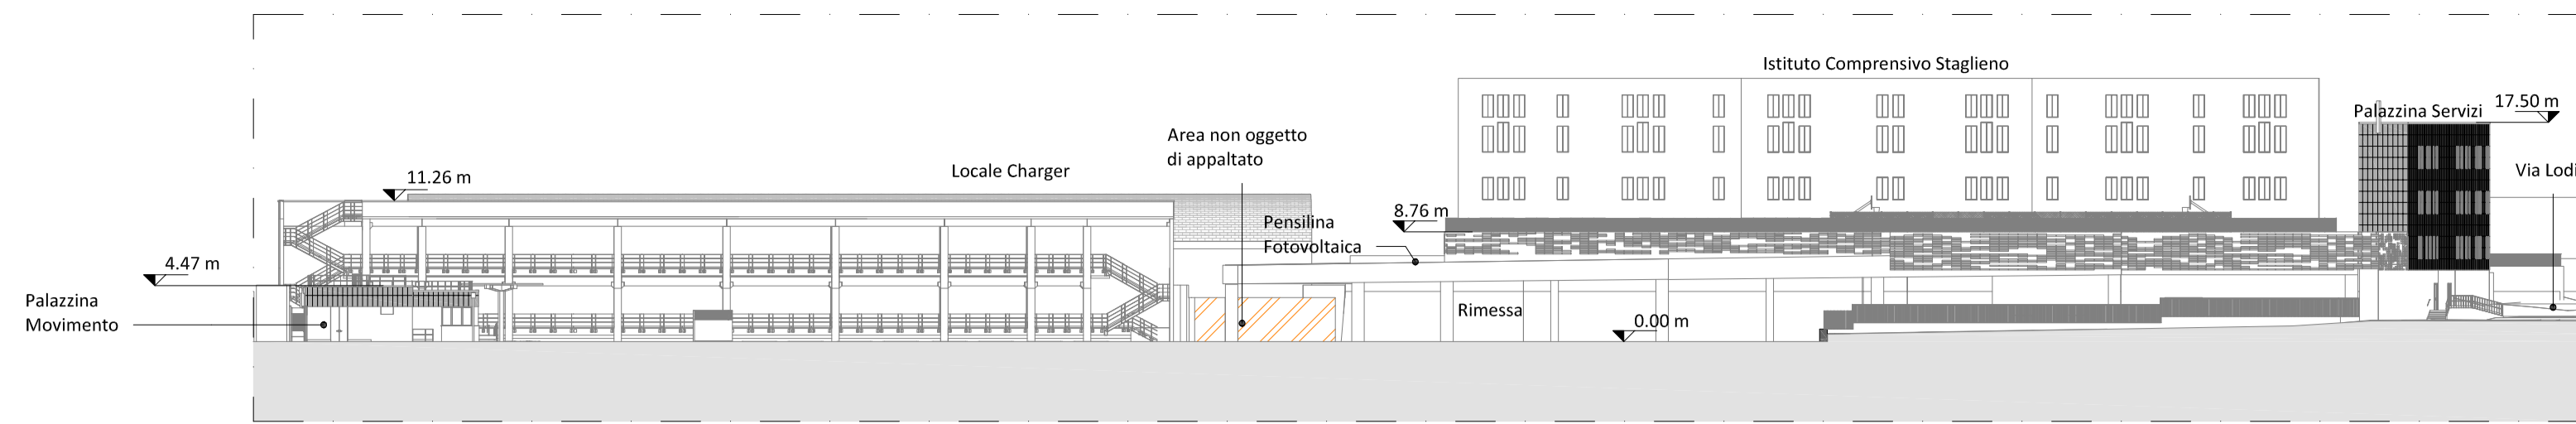 Istituto Comprensivo Staglieno
Palazzina Servizi
17.50 m
Area non oggetto
di appaltato
Locale Charger
Via Lodi
11.26 m
8.76 m
Pensilina
Fotovoltaica
4.47 m
Palazzina
Movimento
Rimessa
0.00 m